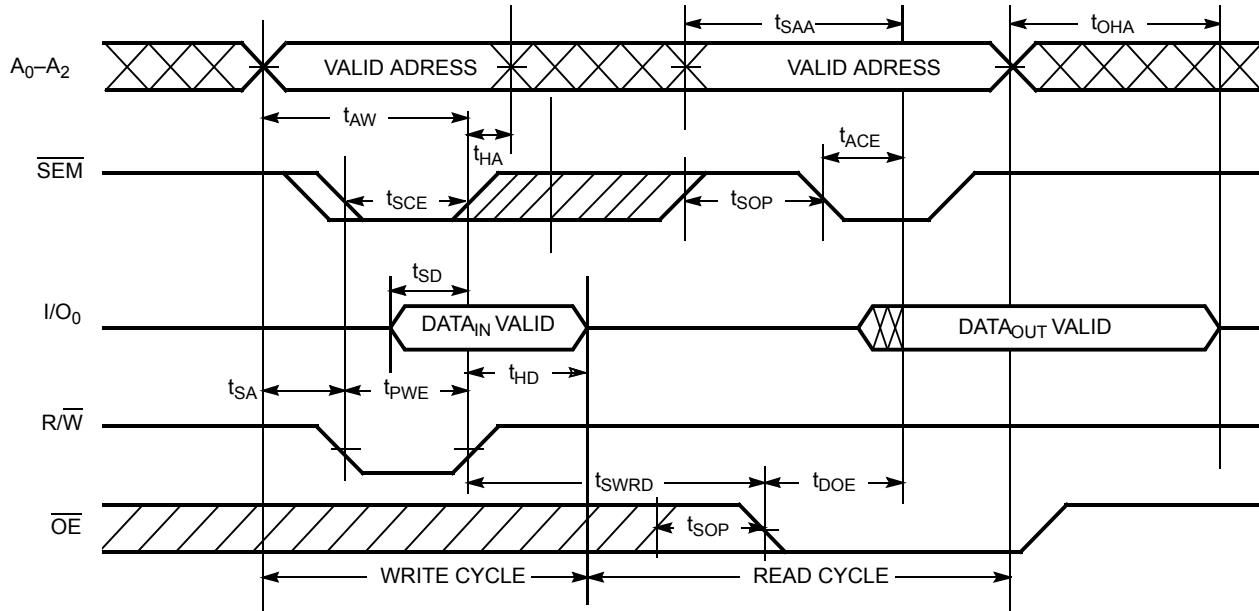 tSAA
tOHA
A0–A2
VALID ADRESS
VALID ADRESS
tAW
tHA
tACE
SEM
tSCE
tSOP
tSD
I/O0
DATAIN VALID
DATAOUT VALID
tSA
tPWE
tHD
R/W
tSWRD
tDOE
OE
tSOP
WRITE CYCLE
READ CYCLE